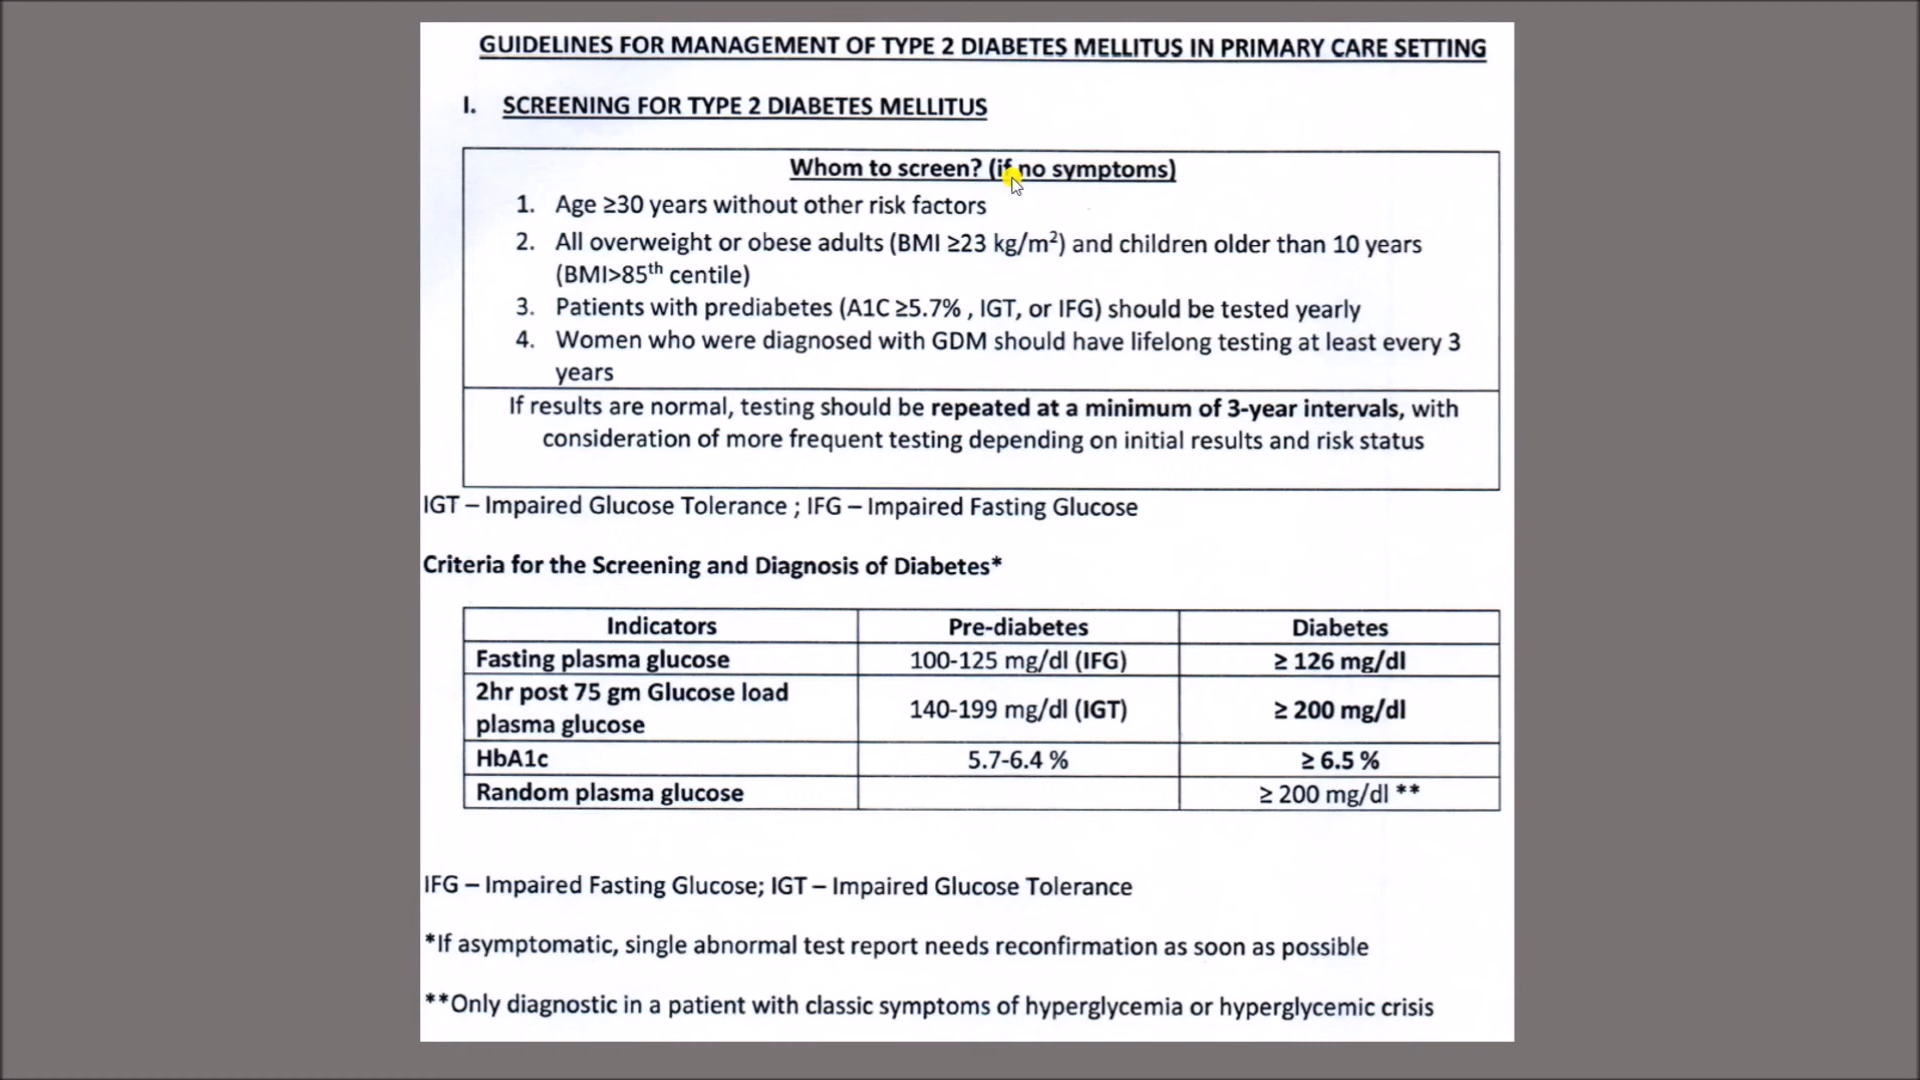 GUIDELINES FOR MANAGEMENT OF TYPE 2 DIABETES MELLITUS IN PRIMARY CARE SETTING
I. SCREENING FOR TYPE 2 DIABETES MELLITUS
Whom to screen? (if no symptoms)
1. Age ≥30 years without other risk factors
2. All overweight or obese adults (BMI ≥23 kg/m²) and children older than 10 years
(BMI>85th centile)
3. Patients with prediabetes (A1C ≥5.7% , IGT, or IFG) should be tested yearly
4. Women who were diagnosed with GDM should have lifelong testing at least every 3
years
If results are normal, testing should be repeated at a minimum of 3-year intervals, with
consideration of more frequent testing depending on initial results and risk status
IGT – Impaired Glucose Tolerance ; IFG – Impaired Fasting Glucose
Criteria for the Screening and Diagnosis of Diabetes*
Indicators Pre-diabetes Diabetes
Fasting plasma glucose 100-125 mg/dl (IFG) ≥ 126 mg/dl
2hr post 75 gm Glucose load
plasma glucose 140-199 mg/dl (IGT) ≥ 200 mg/dl
HbA1c 5.7-6.4 % ≥ 6.5 %
Random plasma glucose ≥ 200 mg/dl **
IFG – Impaired Fasting Glucose; IGT – Impaired Glucose Tolerance
*If asymptomatic, single abnormal test report needs reconfirmation as soon as possible
**Only diagnostic in a patient with classic symptoms of hyperglycemia or hyperglycemic crisis